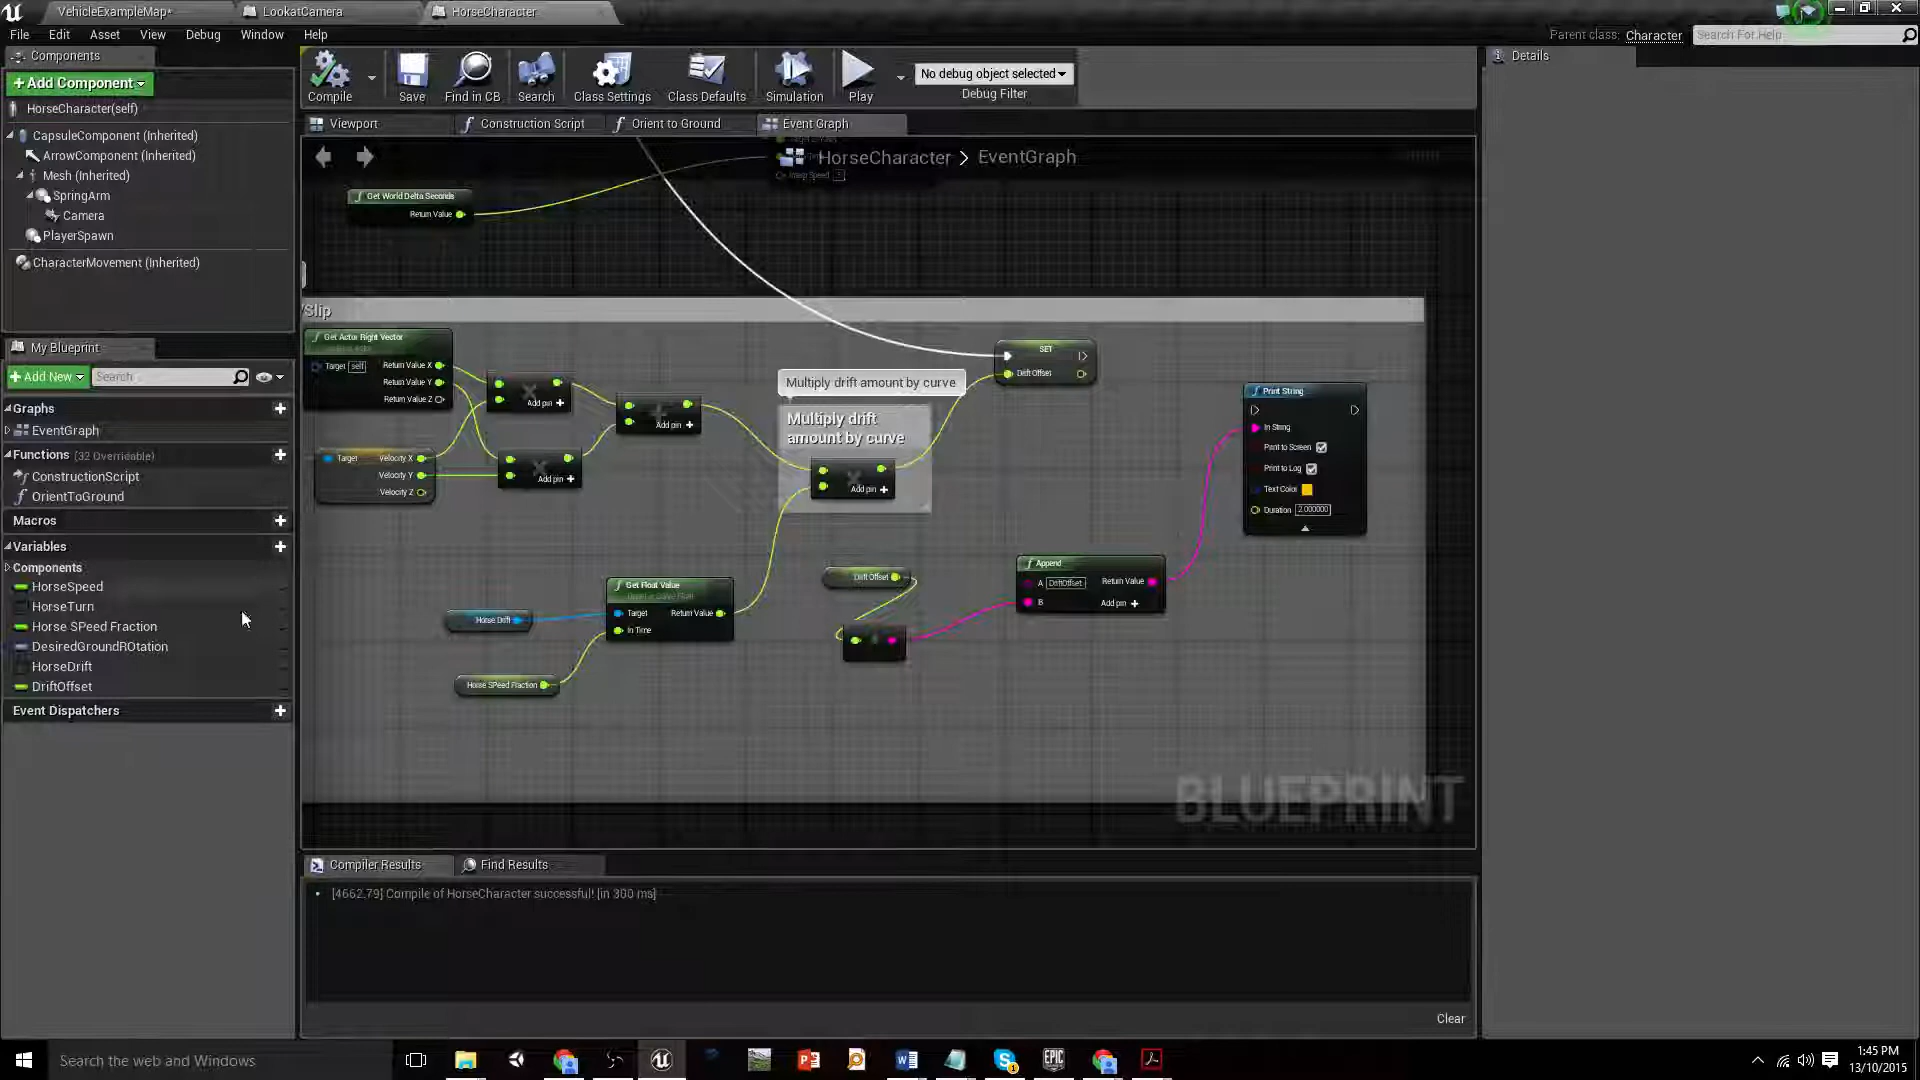 VehicleExampleMap*
LookatCamera
HorseCharacter
File Edit Asset View Debug Window Help
Parent class: Character
Search For Help
Components
Details
+ Add Component
HorseCharacter(self)
CapsuleComponent (Inherited)
ArrowComponent (Inherited)
Mesh (Inherited)
SpringArm
Camera
PlayerSpawn
CharacterMovement (Inherited)
Compile
Save
Find in CB
Search
Class Settings
Class Defaults
Simulation
Play
No debug object selected
Debug Filter
Viewport
Construction Script
Orient to Ground
Event Graph
HorseCharacter > EventGraph
My Blueprint
+ Add New
Search
Graphs
EventGraph
Functions (32 Overridable)
ConstructionScript
OrientToGround
Macros
Variables
Components
HorseSpeed
HorseTurn
Horse SPeed Fraction
DesiredGroundROtation
HorseDrift
DriftOffset
Event Dispatchers
Get World Delta Seconds
Return Value
Interp Speed
/Slip
Get Actor Right Vector
Target self
Return Value X
Return Value Y
Return Value Z
Target
Velocity X
Velocity Y
Velocity Z
Add pin +
Add pin +
Add pin +
Multiply drift amount by curve
Multiply drift
amount by curve
Add pin +
SET
Drift Offset
Print String
In String
Print to Screen
Print to Log
Text Color
Duration 2.000000
Get Float Value
Target
Return Value
In Time
Horse Drift
Horse SPeed Fraction
Drift Offset
Append
A DriftOffset
Return Value
B
Add pin +
BLUEPRINT
Compiler Results
Find Results
[4662.79] Compile of HorseCharacter successful! [in 300 ms]
Clear
Search the web and Windows
1:45 PM
13/10/2015